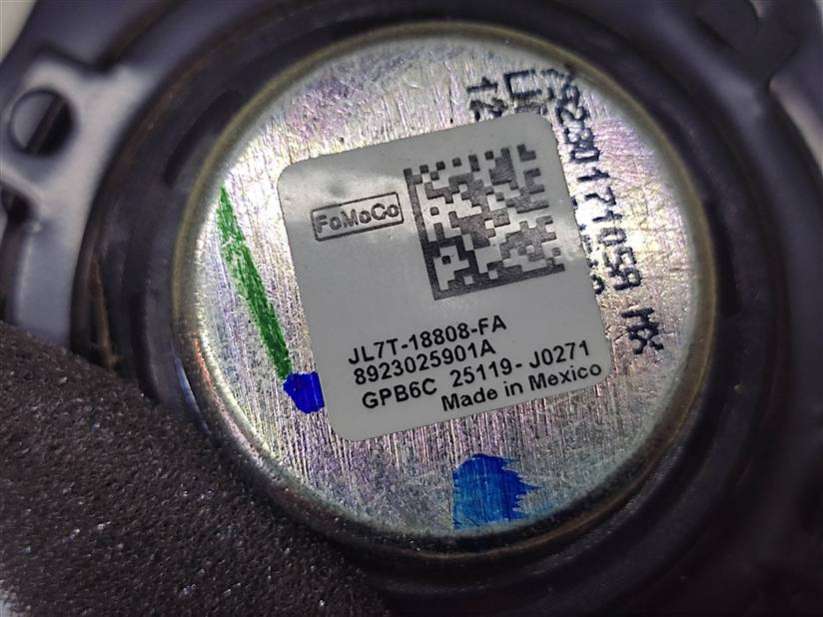 FoMoCo
JL7T-18808-FA
8923025901A
GPB6C 25119- J0271
Made in Mexico